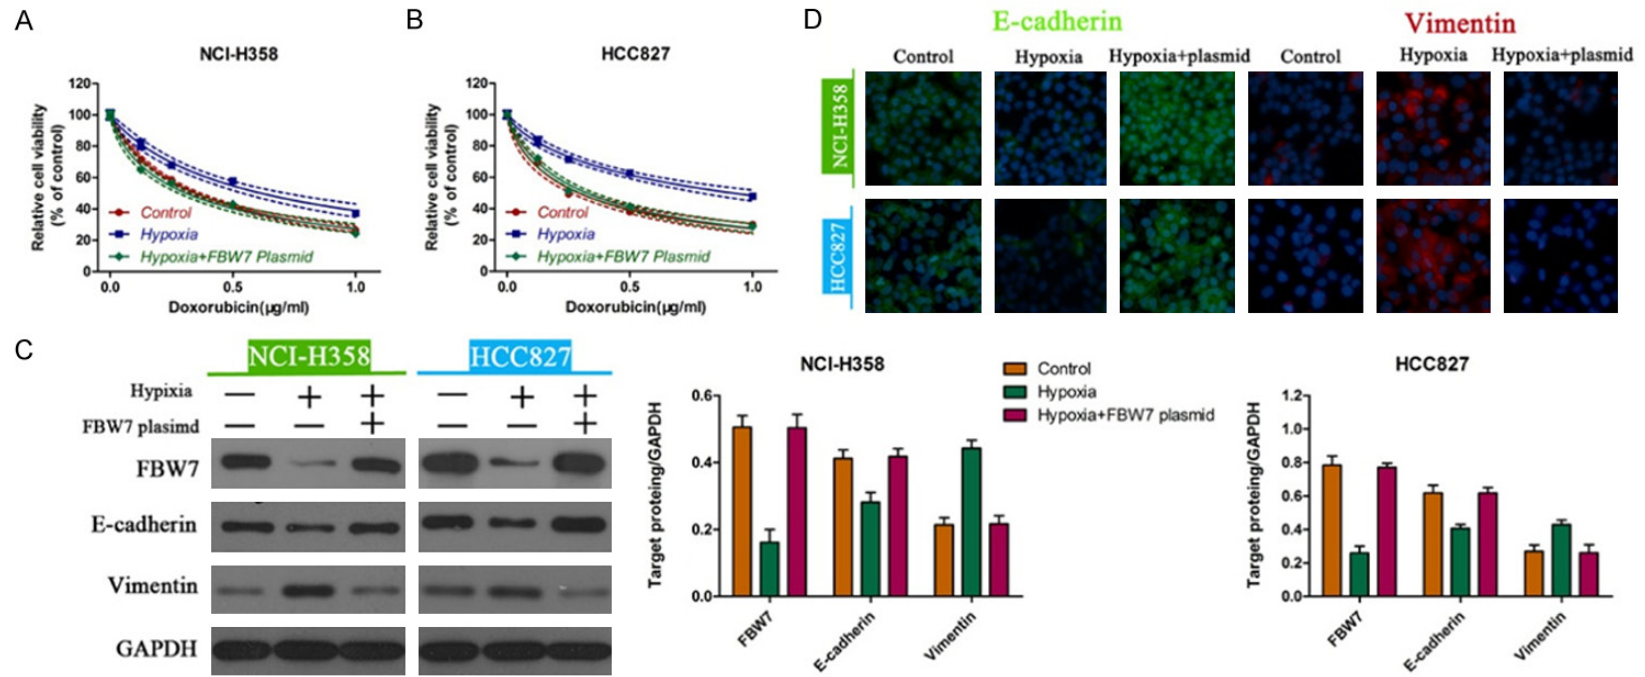 A
NCI-H358
120
100
80
60
40
20
0
Relative cell viability
(% of control)
Control
Hypoxia
Hypoxia+FBW7 Plasmid
0.0
0.5
1.0
Doxorubicin(µg/ml)
B
HCC827
120
100
80
60
40
20
0
Relative cell viability
(% of control)
Control
Hypoxia
Hypoxia+FBW7 Plasmid
0.0
0.5
1.0
Doxorubicin(µg/ml)
D
E-cadherin
Vimentin
Control
Hypoxia
Hypoxia+plasmid
Control
Hypoxia
Hypoxia+plasmid
NCI-H358
HCC827
C
NCI-H358
HCC827
Hypixia
— + + — + +
FBW7 plasimd
— — + — — +
FBW7
E-cadherin
Vimentin
GAPDH
NCI-H358
0.6
0.4
0.2
0.0
Target proteing/GAPDH
FBW7
E-cadherin
Vimentin
Control
Hypoxia
Hypoxia+FBW7 plasmid
HCC827
1.2
1.0
0.8
0.6
0.4
0.2
0.0
Target proteing/GAPDH
FBW7
E-cadherin
Vimentin